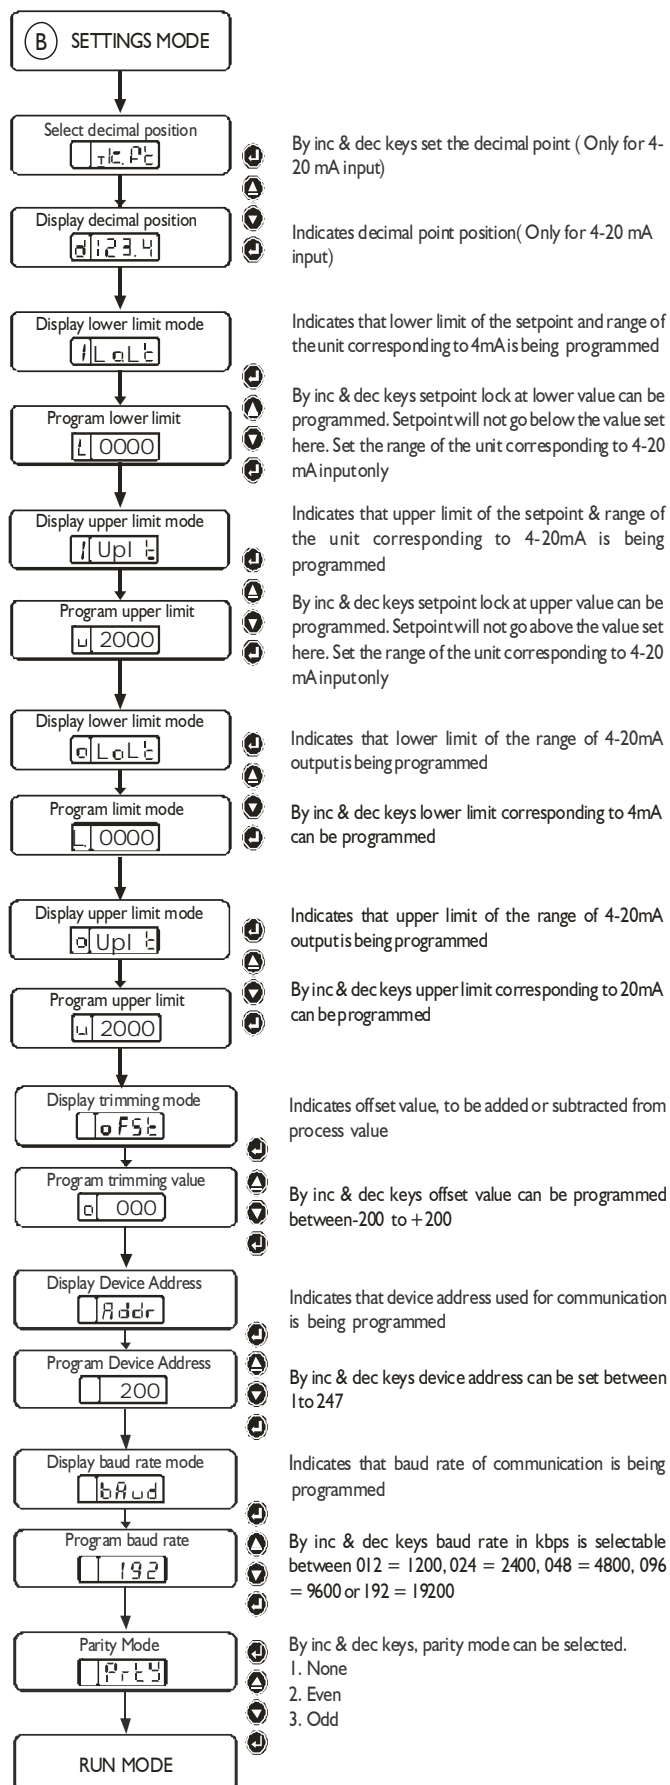 B SETTINGS MODE
Select decimal position
By inc & dec keys set the decimal point ( Only for 4-
20 mA input)
Display decimal position
d 123.4
Indicates decimal point position( Only for 4-20 mA
input)
Display lower limit mode
Indicates that lower limit of the setpoint and range of
the unit corresponding to 4mA is being programmed
Program lower limit
L 0000
By inc & dec keys setpoint lock at lower value can be
programmed. Setpoint will not go below the value set
here. Set the range of the unit corresponding to 4-20
mA input only
Display upper limit mode
Indicates that upper limit of the setpoint & range of
the unit corresponding to 4-20mA is being
programmed
Program upper limit
u 2000
By inc & dec keys setpoint lock at upper value can be
programmed. Setpoint will not go above the value set
here. Set the range of the unit corresponding to 4-20
mA input only
Display lower limit mode
o LoLt
Indicates that lower limit of the range of 4-20mA
output is being programmed
Program limit mode
L 0000
By inc & dec keys lower limit corresponding to 4mA
can be programmed
Display upper limit mode
o UpIt
Indicates that upper limit of the range of 4-20mA
output is being programmed
Program upper limit
u 2000
By inc & dec keys upper limit corresponding to 20mA
can be programmed
Display trimming mode
oFSt
Indicates offset value, to be added or subtracted from
process value
Program trimming value
o 000
By inc & dec keys offset value can be programmed
between-200 to +200
Display Device Address
Addr
Indicates that device address used for communication
is being programmed
Program Device Address
200
By inc & dec keys device address can be set between
1to 247
Display baud rate mode
bAud
Indicates that baud rate of communication is being
programmed
Program baud rate
192
By inc & dec keys baud rate in kbps is selectable
between 012 = 1200, 024 = 2400, 048 = 4800, 096
= 9600 or 192 = 19200
Parity Mode
PrtY
By inc & dec keys, parity mode can be selected.
1. None
2. Even
3. Odd
RUN MODE